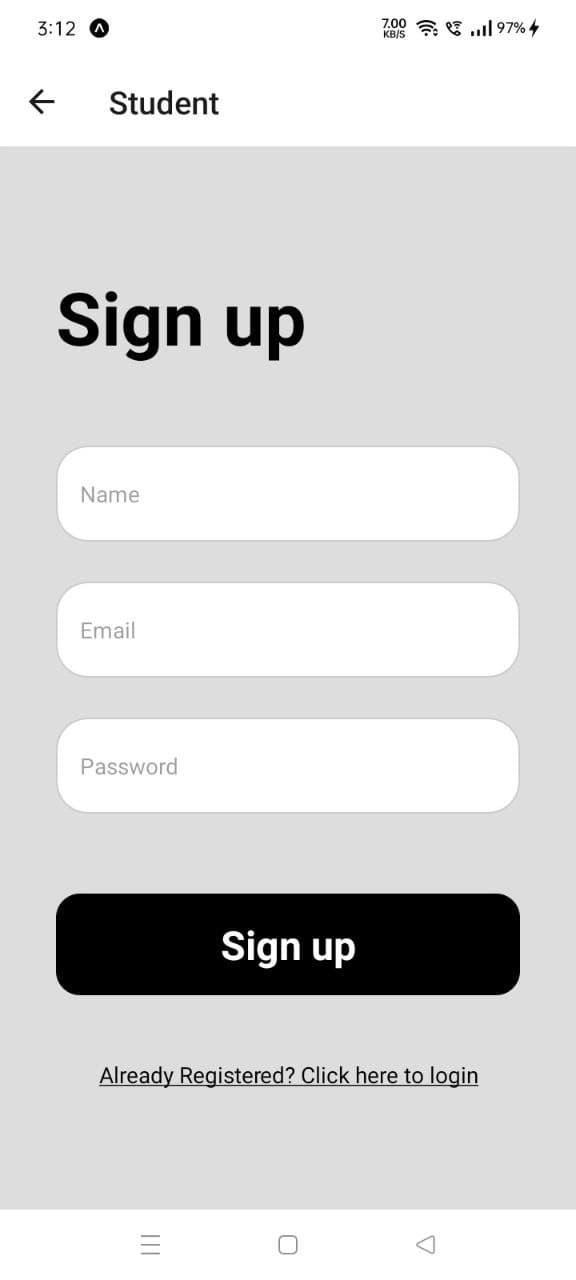 3:12 7.00 KB/S 97%
Student
Sign up
Name
Email
Password
Sign up
Already Registered? Click here to login